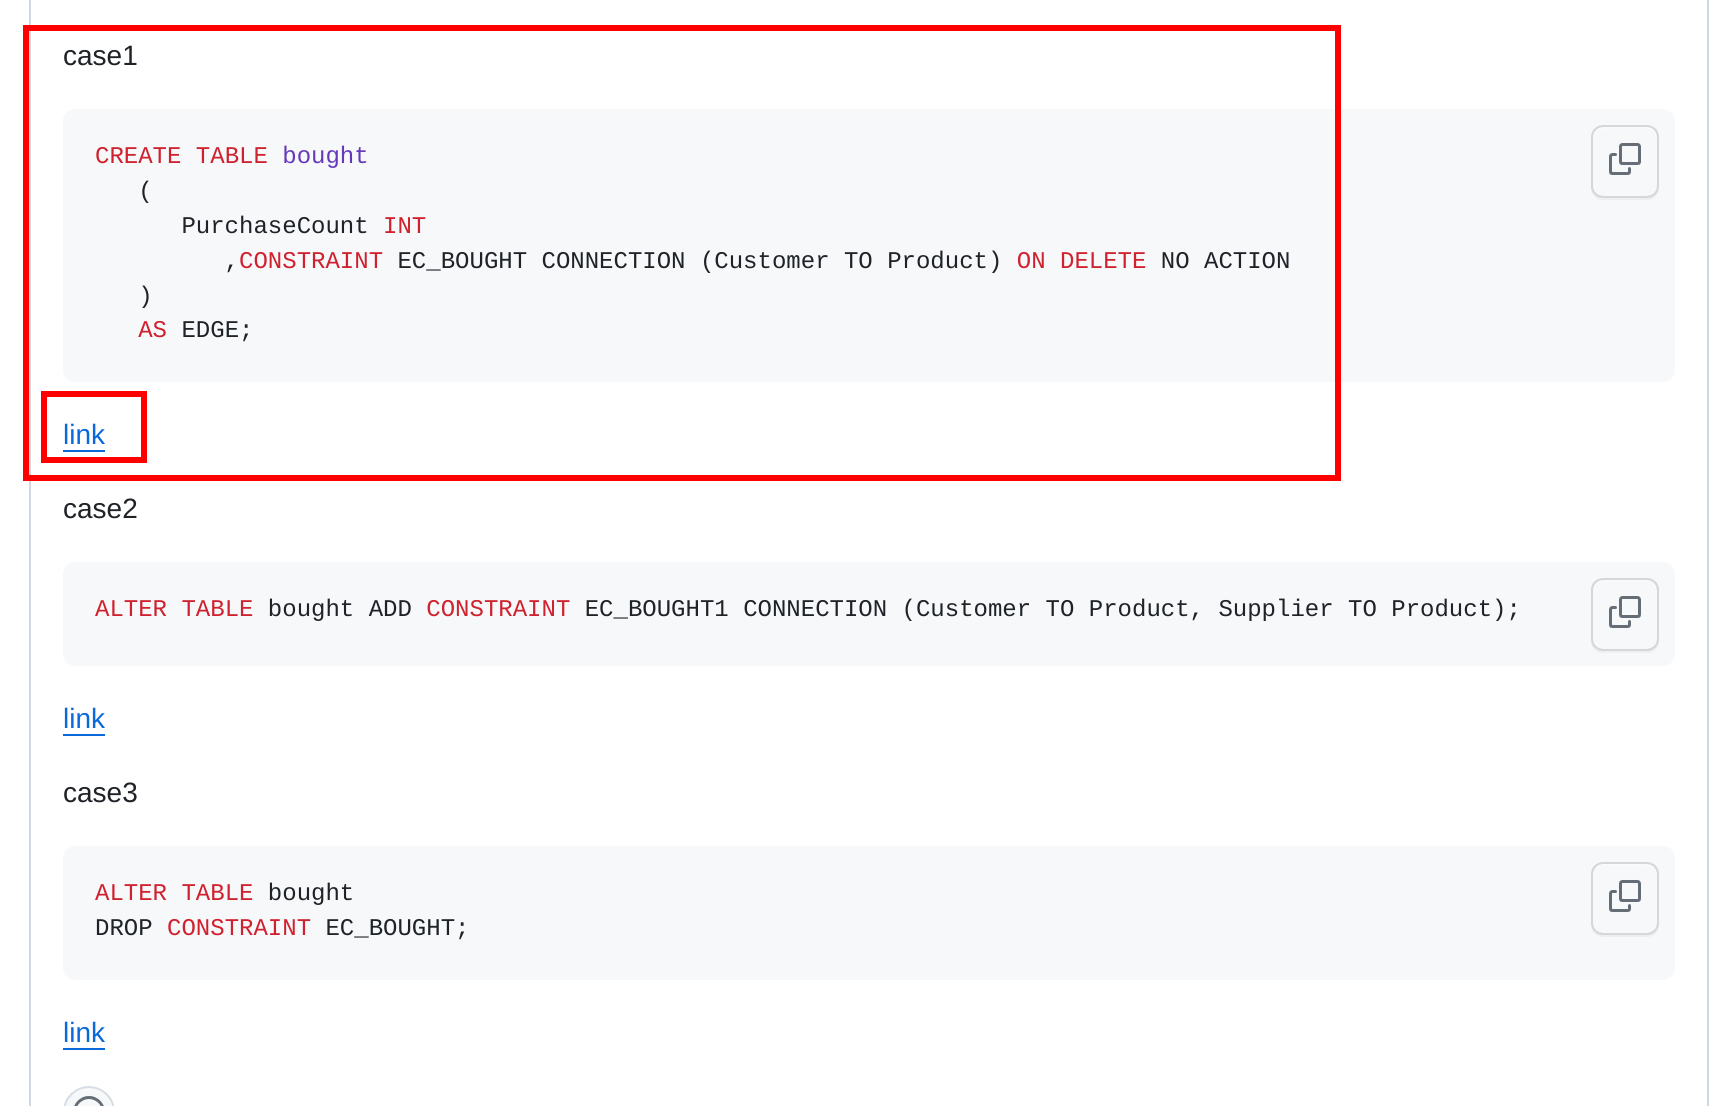 case1
CREATE TABLE bought
(
PurchaseCount INT
,CONSTRAINT EC_BOUGHT CONNECTION (Customer TO Product) ON DELETE NO ACTION
)
AS EDGE;
link
case2
ALTER TABLE bought ADD CONSTRAINT EC_BOUGHT1 CONNECTION (Customer TO Product, Supplier TO Product);
link
case3
ALTER TABLE bought
DROP CONSTRAINT EC_BOUGHT;
link